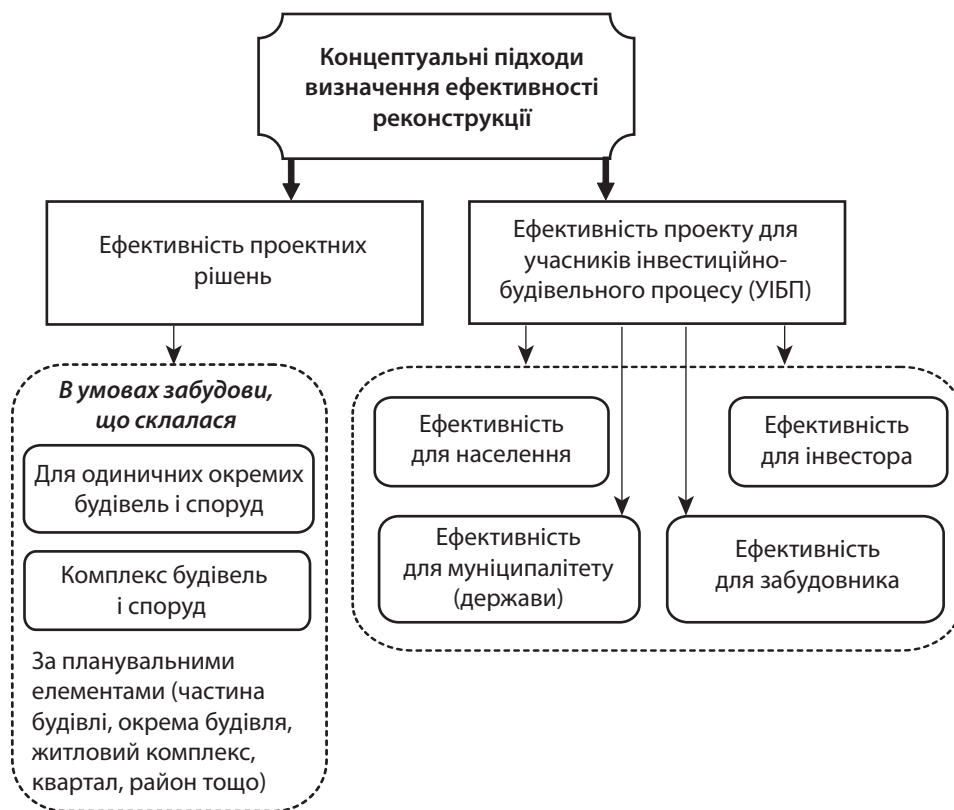 Концептуальні підходи
визначення ефективності
реконструкції
Ефективність проектних
рішень
Ефективність проекту для
учасників інвестиційно-
будівельного процесу (УІБП)
В умовах забудови,
що склалася
Для одиничних окремих
будівель і споруд
Комплекс будівель
і споруд
За планувальними
елементами (частина
будівлі, окрема будівля,
житловий комплекс,
квартал, район тощо)
Ефективність
для населення
Ефективність
для інвестора
Ефективність
для муніципалітету
(держави)
Ефективність
для забудовника